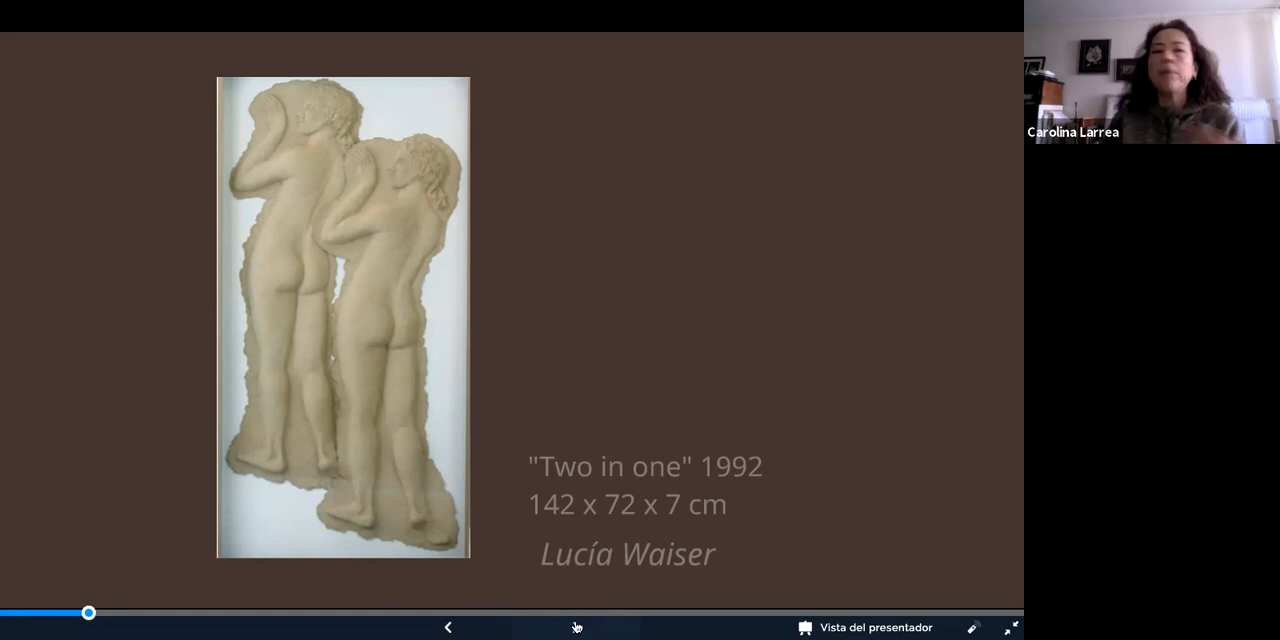 Carolina Larrea
"Two in one" 1992
142 x 72 x 7 cm
Lucía Waiser
Vista del presentador